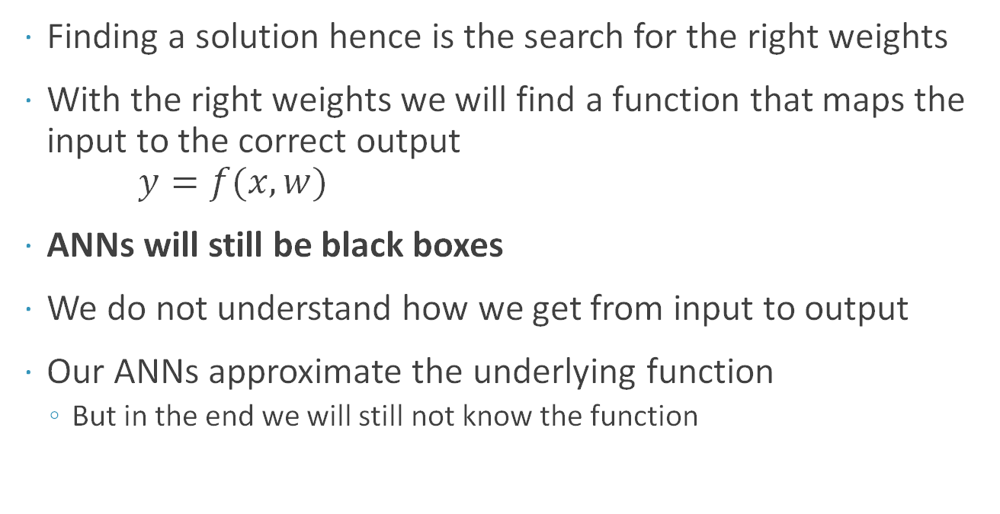 · Finding a solution hence is the search for the right weights
· With the right weights we will find a function that maps the
input to the correct output
y = f(x, w)
· ANNs will still be black boxes
· We do not understand how we get from input to output
· Our ANNs approximate the underlying function
◦ But in the end we will still not know the function